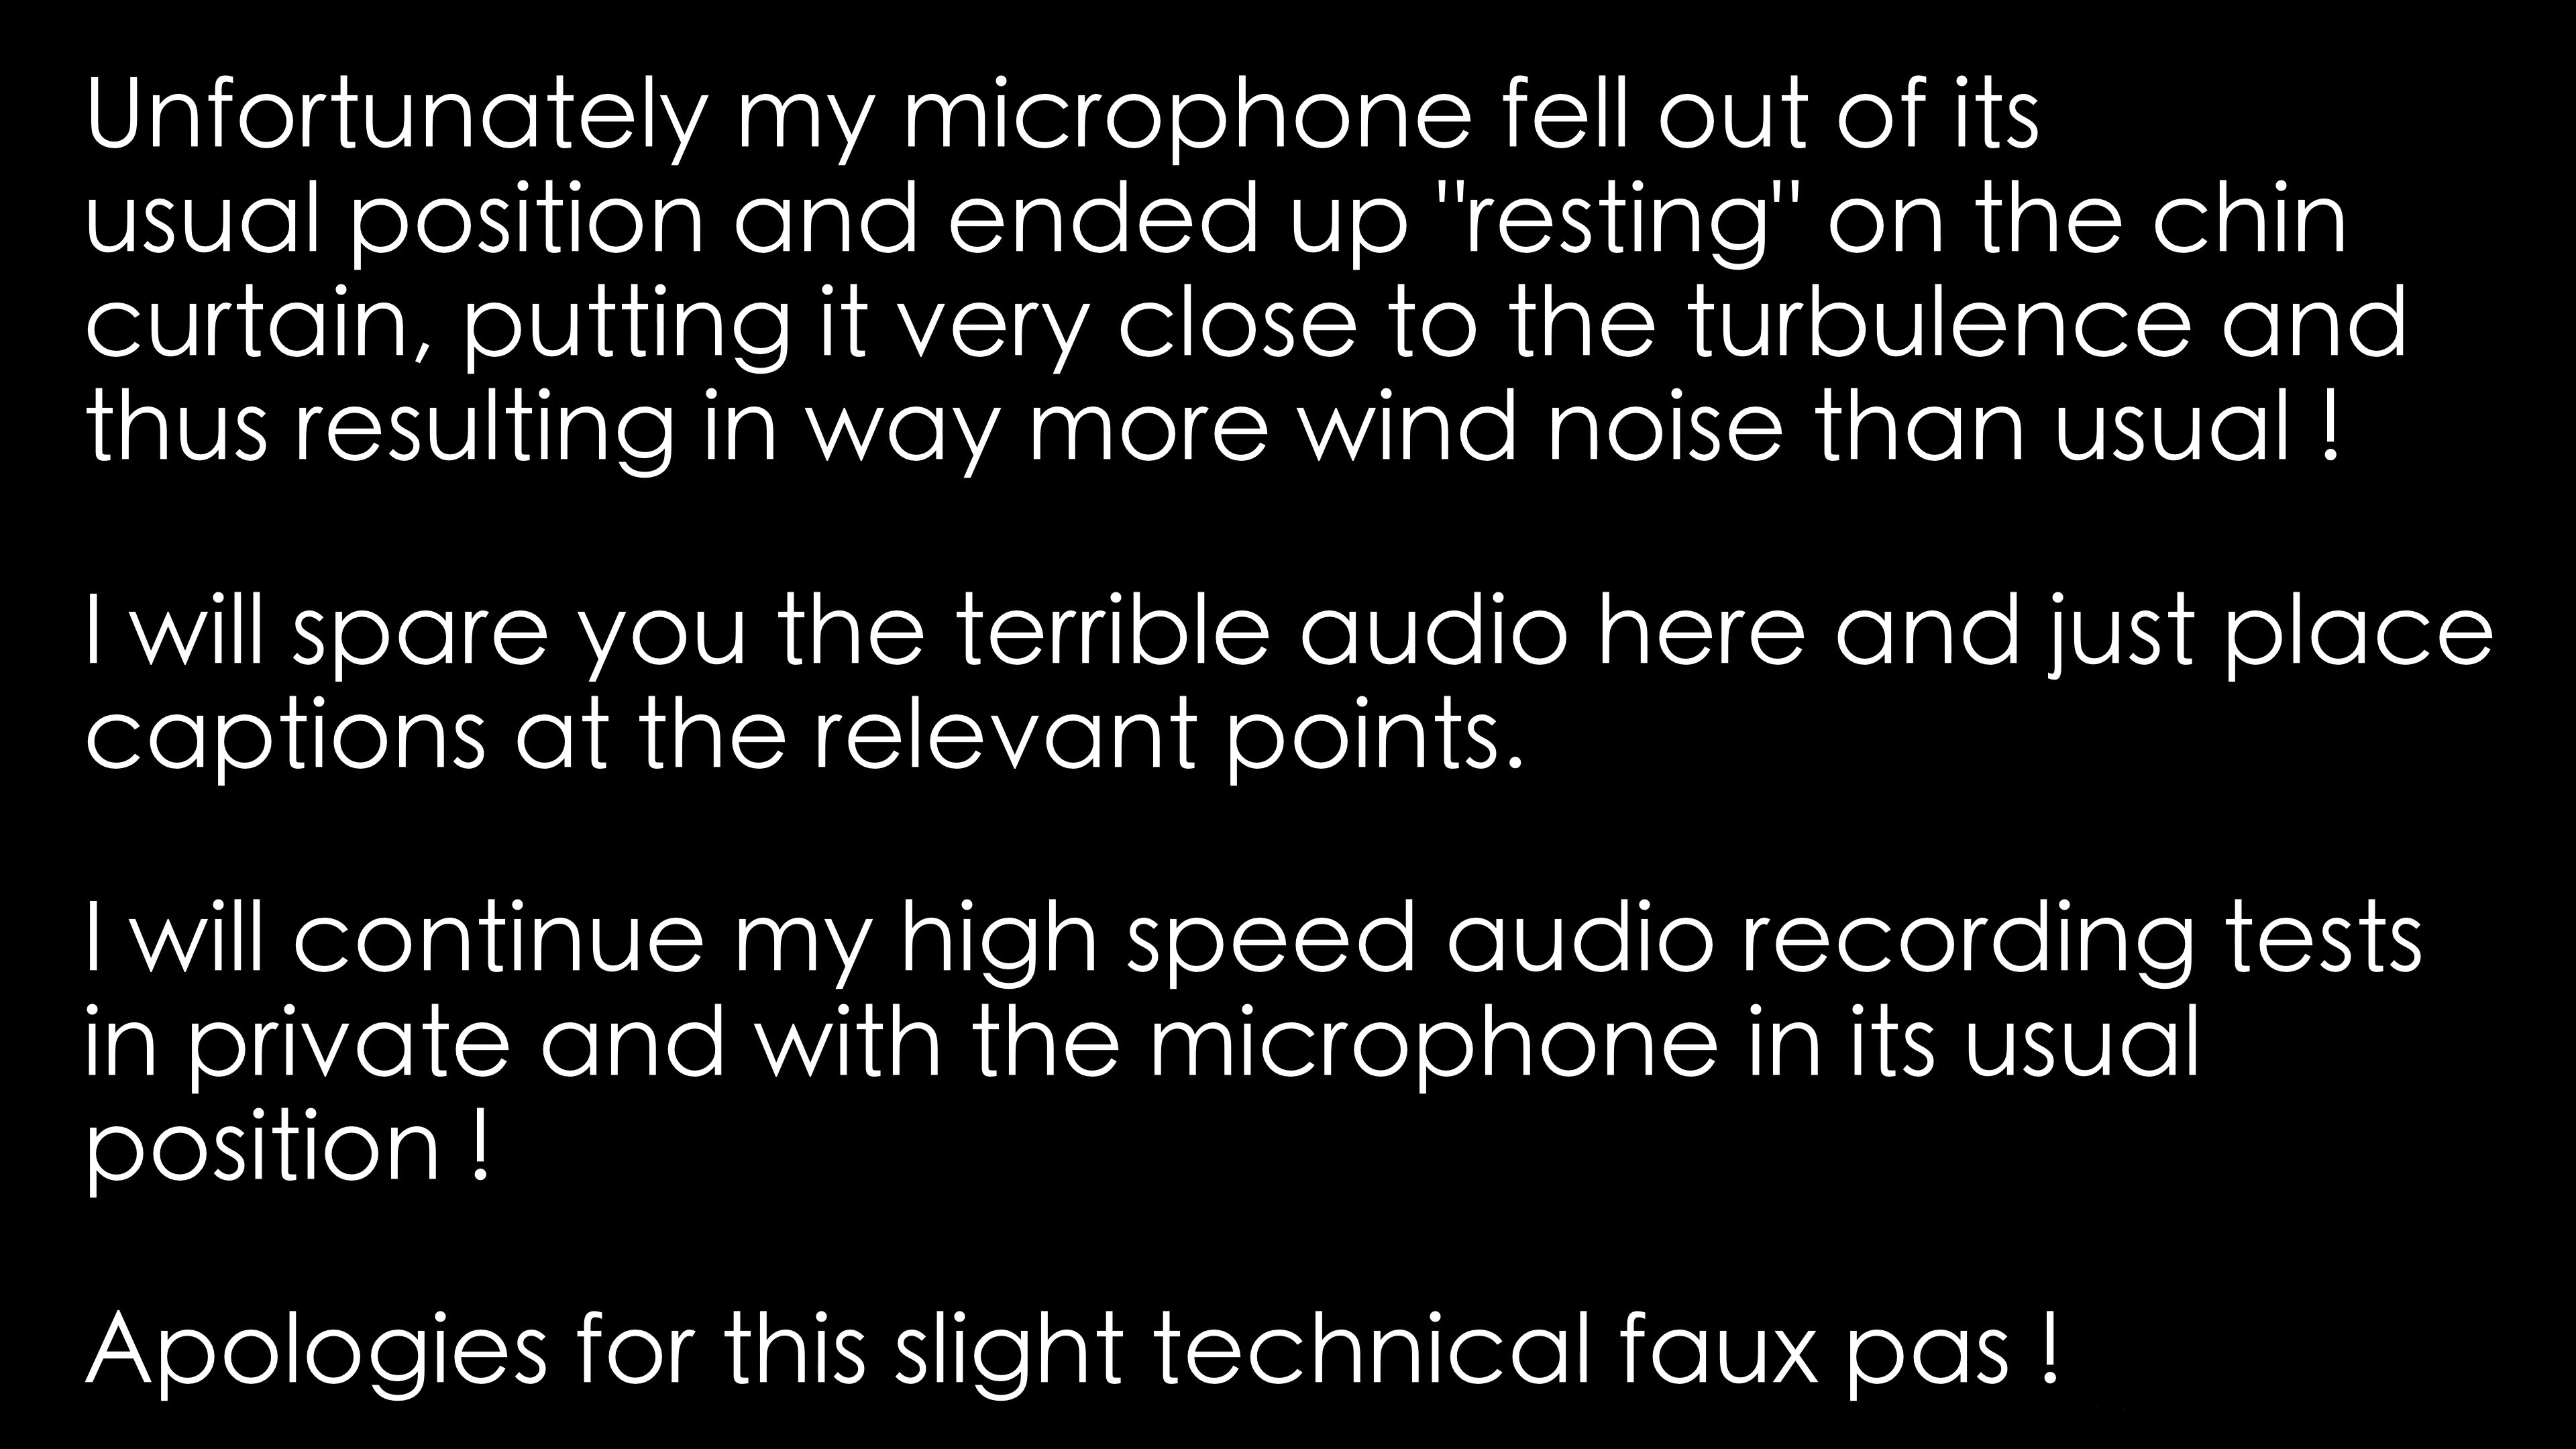 Unfortunately my microphone fell out of its
usual position and ended up "resting" on the chin
curtain, putting it very close to the turbulence and
thus resulting in way more wind noise than usual !
I will spare you the terrible audio here and just place
captions at the relevant points.
I will continue my high speed audio recording tests
in private and with the microphone in its usual
position !
Apologies for this slight technical faux pas !